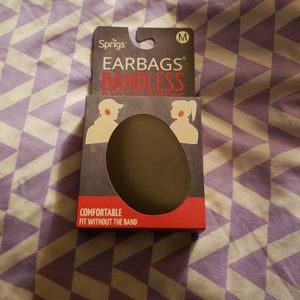 Sprigs
M
EARBAGS®
BANDLESS
COMFORTABLE
FIT WITHOUT THE BAND